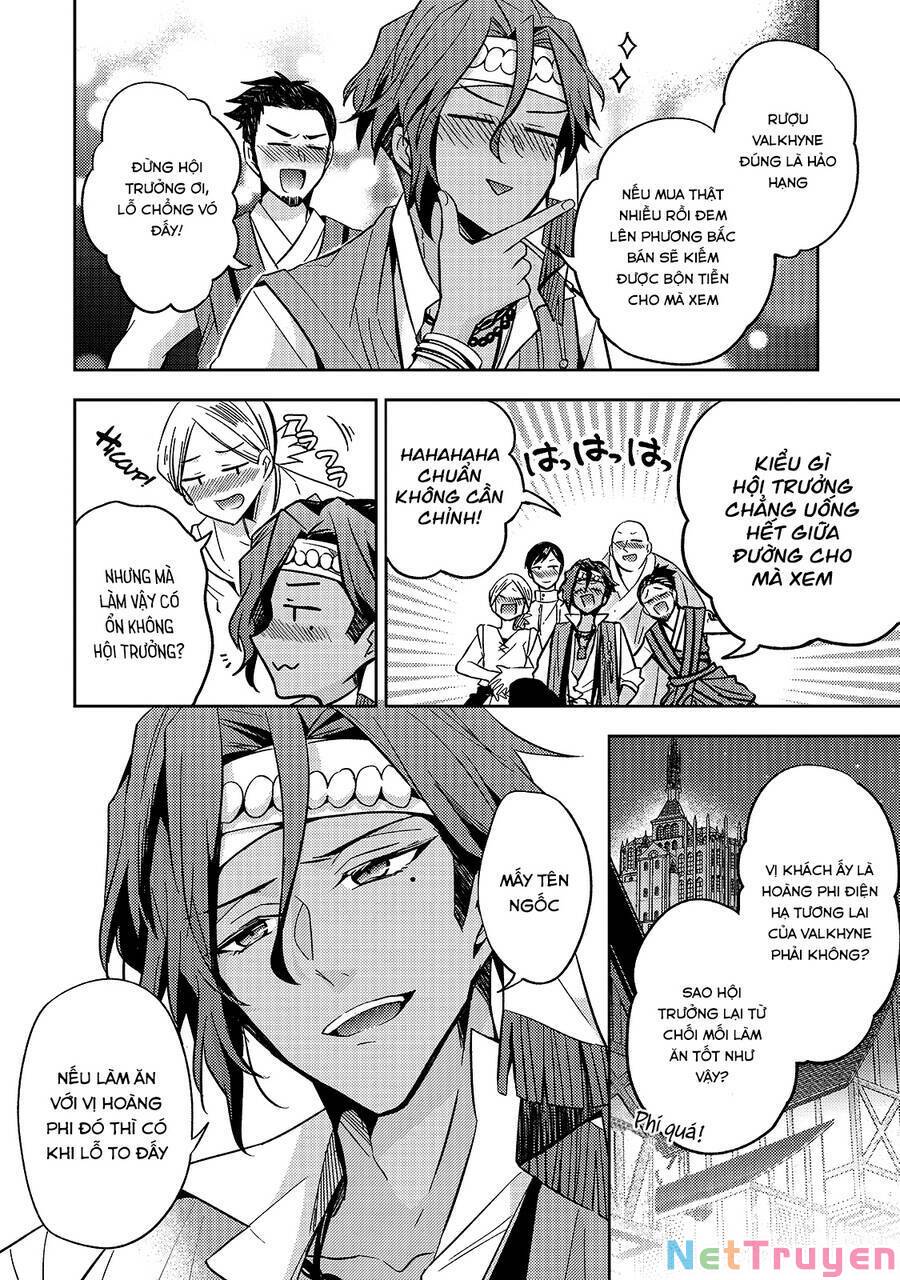 RƯỢU
VALKHYNE
ĐÚNG LÀ HẢO
HẠNG
NẾU MUA THẬT
NHIỀU RỒI ĐEM
LÊN PHƯƠNG BẮC
BÁN SẼ KIẾM
ĐƯỢC BỘN TIỀN
CHO MÀ XEM
ĐỪNG HỘI
TRƯỞNG ƠI,
LỖ CHỔNG VÓ
ĐẤY!
KIỂU GÌ
HỘI TRƯỞNG
CHẲNG UỐNG
HẾT GIỮA
ĐƯỜNG CHO
MÀ XEM
はっはっはっ
HAHAHAHA
CHUẨN
KHÔNG CẦN
CHỈNH!
Hiccup!
NHƯNG MÀ
LÀM VẬY CÓ
ỔN KHÔNG
HỘI TRƯỞNG?
VỊ KHÁCH ẤY LÀ
HOÀNG PHI ĐIỆN
HẠ TƯƠNG LAI
CỦA VALKHYNE
PHẢI KHÔNG?
SAO HỘI
TRƯỞNG LẠI TỪ
CHỐI MỐI LÀM
ĂN TỐT NHƯ
VẬY?
Phí quá!
MẤY TÊN
NGỐC
NẾU LÀM ĂN
VỚI VỊ HOÀNG
PHI ĐÓ THÌ CÓ
KHI LỖ TO ĐẤY
NetTruyen